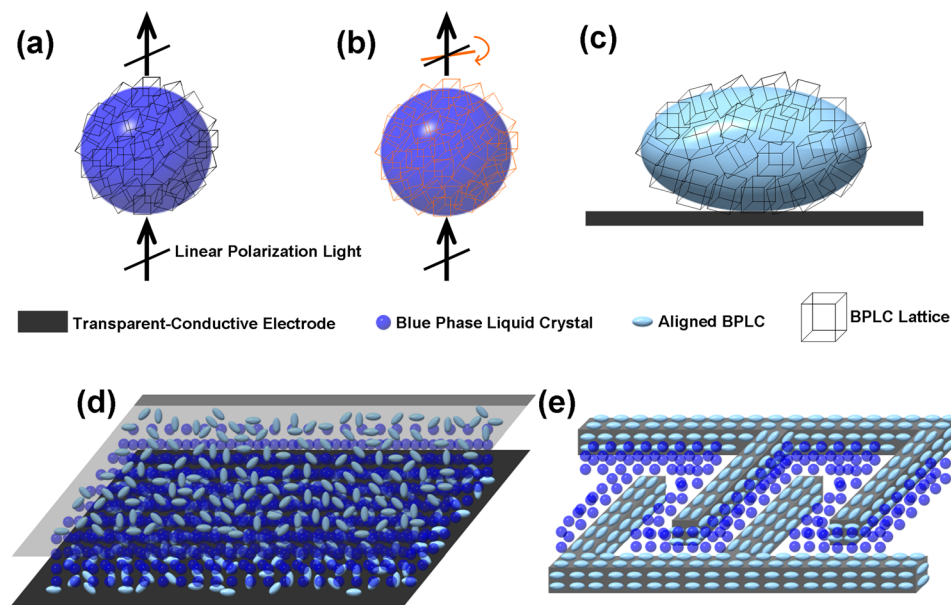 (a)
(b)
(c)
Linear Polarization Light
Transparent-Conductive Electrode
Blue Phase Liquid Crystal
Aligned BPLC
BPLC Lattice
(d)
(e)